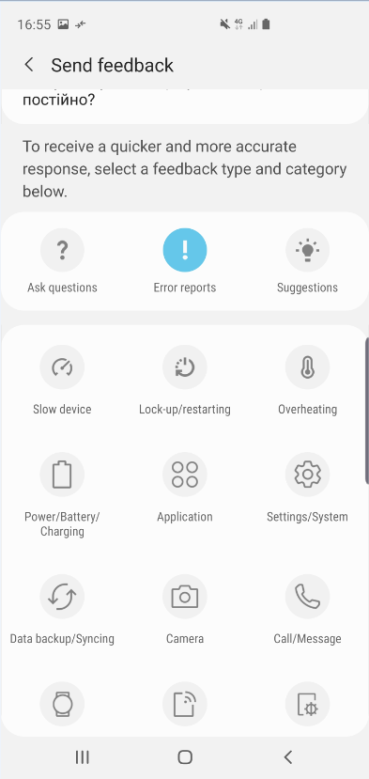 16:55
Send feedback
постійно?
To receive a quicker and more accurate
response, select a feedback type and category
below.
Ask questions
Error reports
Suggestions
Slow device
Lock-up/restarting
Overheating
Power/Battery/
Charging
Application
Settings/System
Data backup/Syncing
Camera
Call/Message